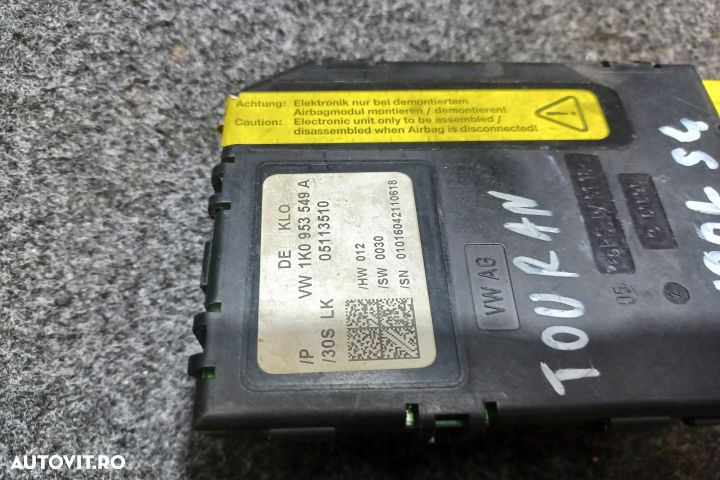 Achtung: Elektronik nur bei demontiertem
Airbagmodul montieren / demontieren!
Caution: Electronic unit only to be assembled /
disassembled when Airbag is disconnected!
DE KLO
VW 1K0 953 549 A
05113510
/P
/30S LK
/HW 012
/SW 0030
/SN 01016042110618
VW AG
TOURAN
AUTOVIT.RO